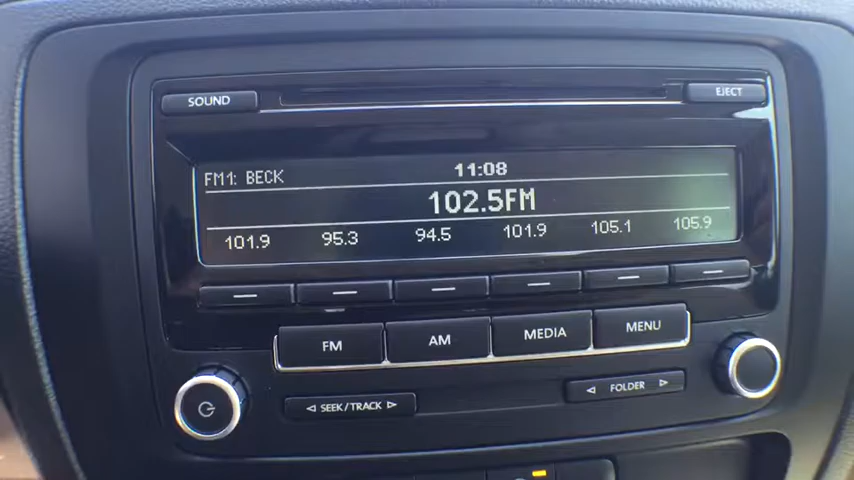 SOUND
EJECT
FM1: BECK
11:08
102.5FM
101.9 95.3 94.5 101.9 105.1 105.9
FM AM MEDIA MENU
SEEK/TRACK
FOLDER